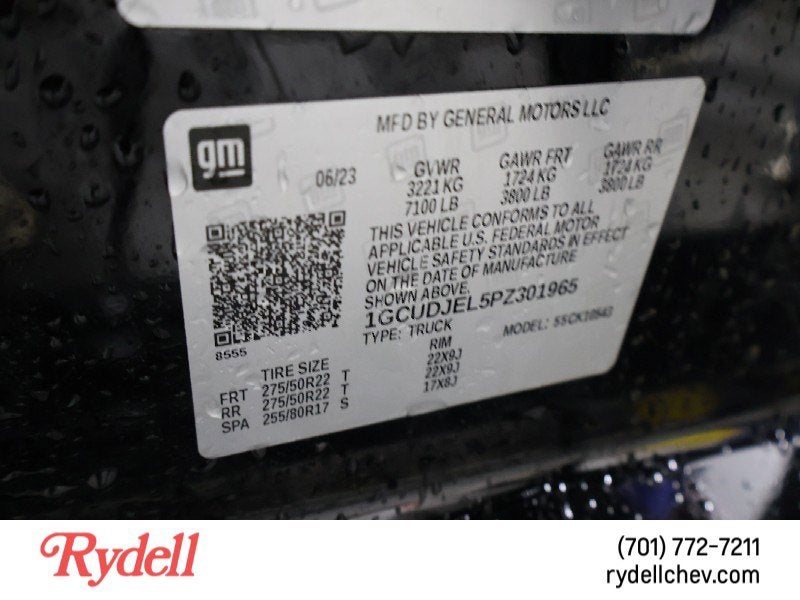 MFD BY GENERAL MOTORS LLC
gm
06/23
GVWR GAWR FRT GAWR RR
3221 KG 1724 KG 1724 KG
7100 LB 3800 LB 3800 LB
THIS VEHICLE CONFORMS TO ALL
APPLICABLE U.S. FEDERAL MOTOR
VEHICLE SAFETY STANDARDS IN EFFECT
ON THE DATE OF MANUFACTURE
SHOWN ABOVE.
1GCUDJEL5PZ301965
TYPE: TRUCK MODEL: 55CK10543
8555
TIRE SIZE RIM
FRT 275/50R22 T 22X9J
RR 275/50R22 T 22X9J
SPA 255/80R17 S 17X8J
Rydell
(701) 772-7211
rydellchev.com